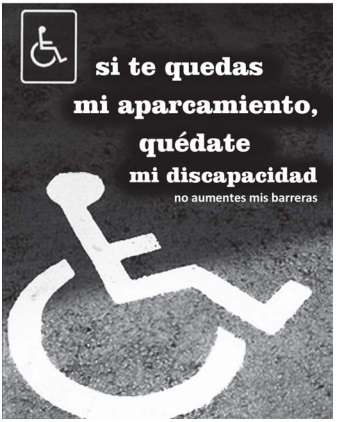 si te quedas
mi aparcamiento,
quédate
mi discapacidad
no aumentes mis barreras